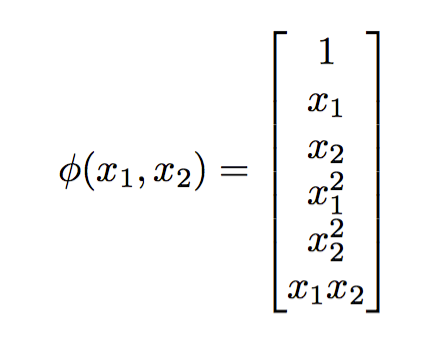 1
x₁
x₂
ϕ(x₁, x₂) =
x₁²
x₂²
x₁x₂